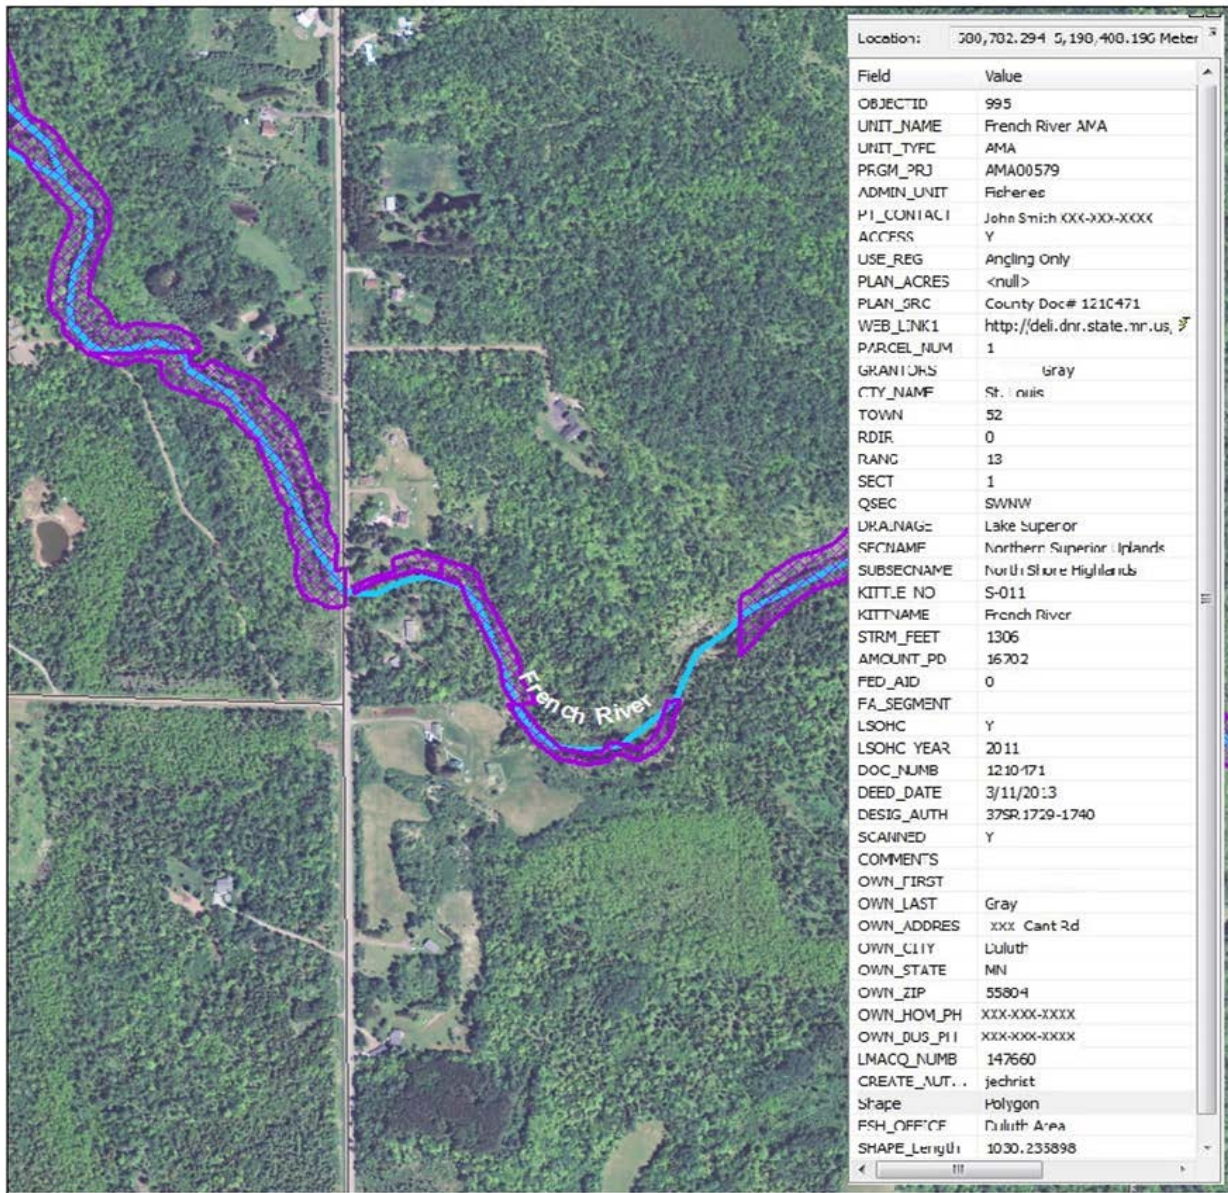 French River
Location: 580,782.294 5,198,408.196 Meter
Field Value
OBJECTID 995
UNIT_NAME French River AMA
UNIT_TYPE AMA
PRGM_PRJ AMA00579
ADMIN_UNIT Fisheries
PT_CONTACT John Smith XXX-XXX-XXXX
ACCESS Y
USE_REG Angling Only
PLAN_ACRES <null>
PLAN_SRC County Doc# 1210471
WEB_LINK1 http://deli.dnr.state.mn.us,
PARCEL_NUM 1
GRANTORS Gray
CTY_NAME St. Louis
TOWN 52
RDIR 0
RANG 13
SECT 1
QSEC SWNW
DRAINAGE Lake Superior
SECNAME Northern Superior Uplands
SUBSECNAME North Shore Highlands
KITTLE_NO S-011
KITTNAME French River
STRM_FEET 1306
AMOUNT_PD 16702
FED_AID 0
FA_SEGMENT
LSOHC Y
LSOHC_YEAR 2011
DOC_NUMB 1210471
DEED_DATE 3/11/2013
DESIG_AUTH 37SR1729-1740
SCANNED Y
COMMENTS
OWN_FIRST
OWN_LAST Gray
OWN_ADDRES xxx Cant Rd
OWN_CITY Duluth
OWN_STATE MN
OWN_ZIP 55804
OWN_HOM_PH XXX-XXX-XXXX
OWN_BUS_PH XXX-XXX-XXXX
LMACQ_NUMB 147660
CREATE_AUT... jechrist
Shape Polygon
FSH_OFFICE Duluth Area
SHAPE_Length 1030.235898